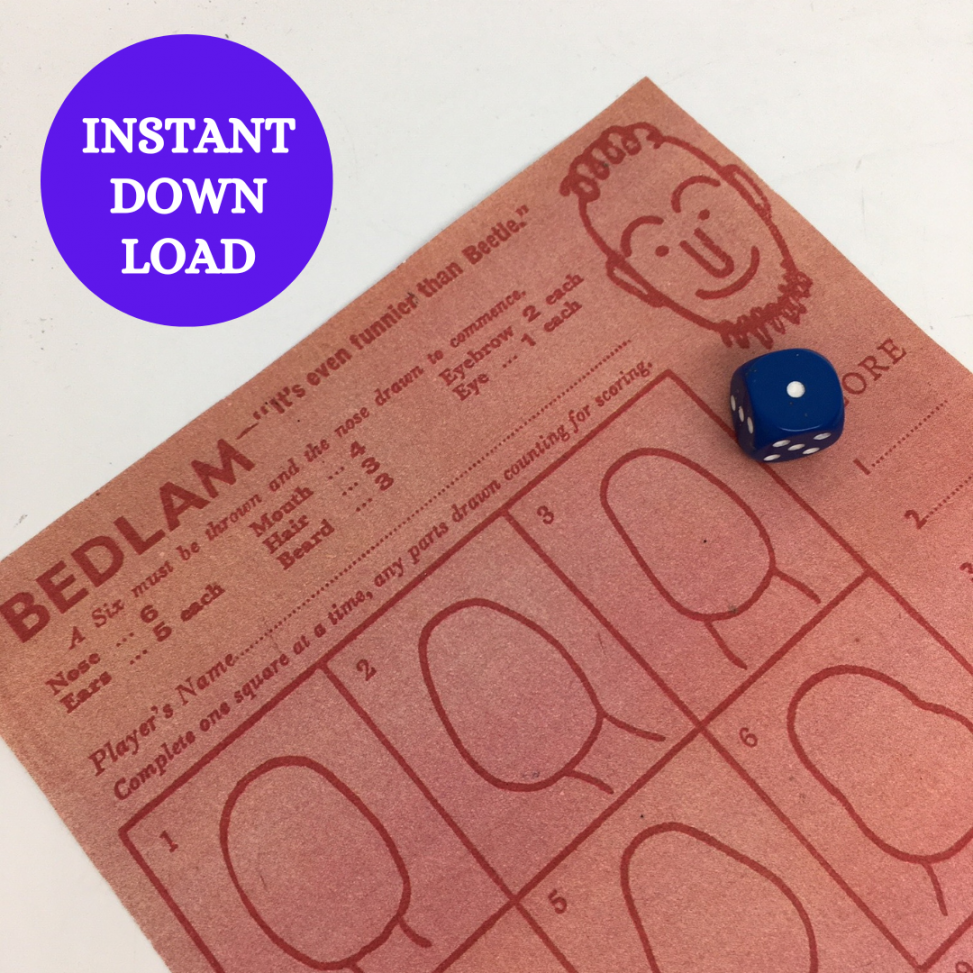 INSTANT
DOWN
LOAD
BEDLAM—"It's even funnier than Beetle."
A Six must be thrown and the nose drawn to commence.
Nose ... 6 Mouth ... 4 Eyebrow 2 each
Ears ... 5 each Hair ... 3 Eye ... 1 each
Beard ... 3
Player's Name
Complete one square at a time, any parts drawn counting for scoring.
ORE
1
2
3
1
2
3
5
6